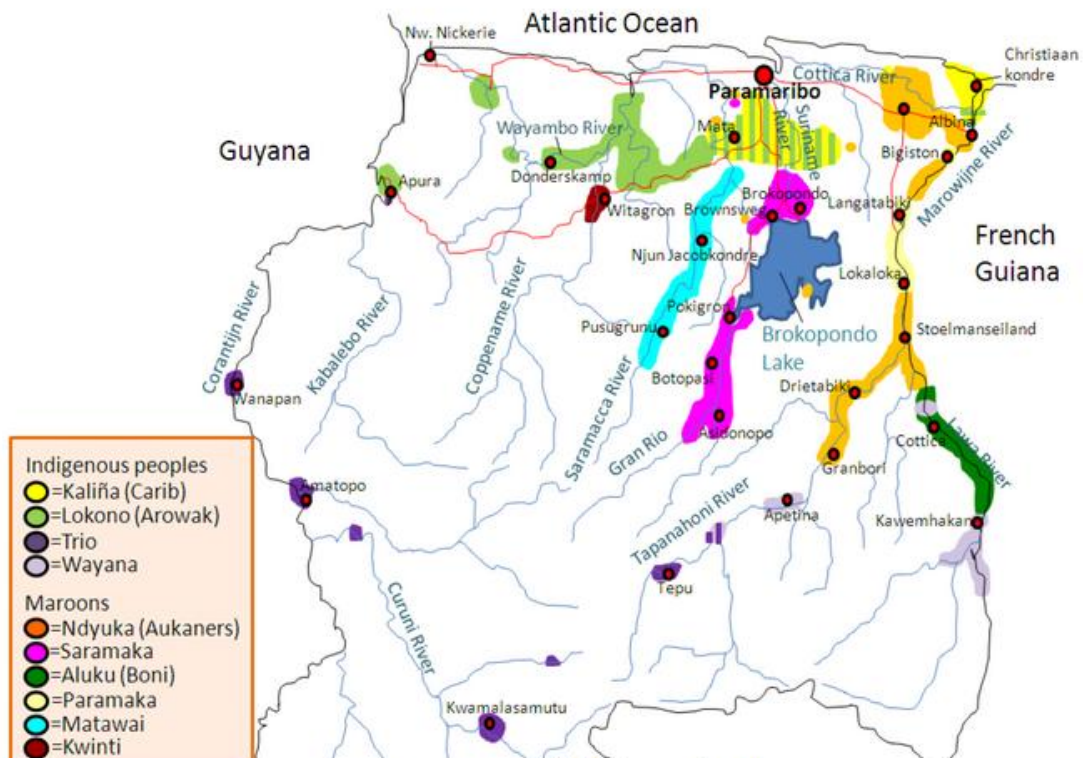 Atlantic Ocean
Nw. Nickerie
Christiaan
kondre
Cottica River
Paramaribo
Suriname
River
Wayambo River
Mata
Albina
Guyana
Bigiston
Marowijne River
Donderskamp
Apura
Witagron
Brokopondo
Brownsweg
Langatabiki
French
Guiana
Njun Jacobkondre
Lokaloka
Corantijn River
Kabalebo River
Coppename River
Pokigron
Pusugrunu
Brokopondo
Lake
Stoelmanseiland
Saramacca River
Botopasi
Drietabiki
Wanapan
Gran Rio
Asidonopo
Cottica
Lawa River
Granbori
Tapanahoni River
Amatopo
Apetina
Kawemhakan
Tepu
Curuni River
Kwamalasamutu
Indigenous peoples
=Kaliña (Carib)
=Lokono (Arowak)
=Trio
=Wayana
Maroons
=Ndyuka (Aukaners)
=Saramaka
=Aluku (Boni)
=Paramaka
=Matawai
=Kwinti